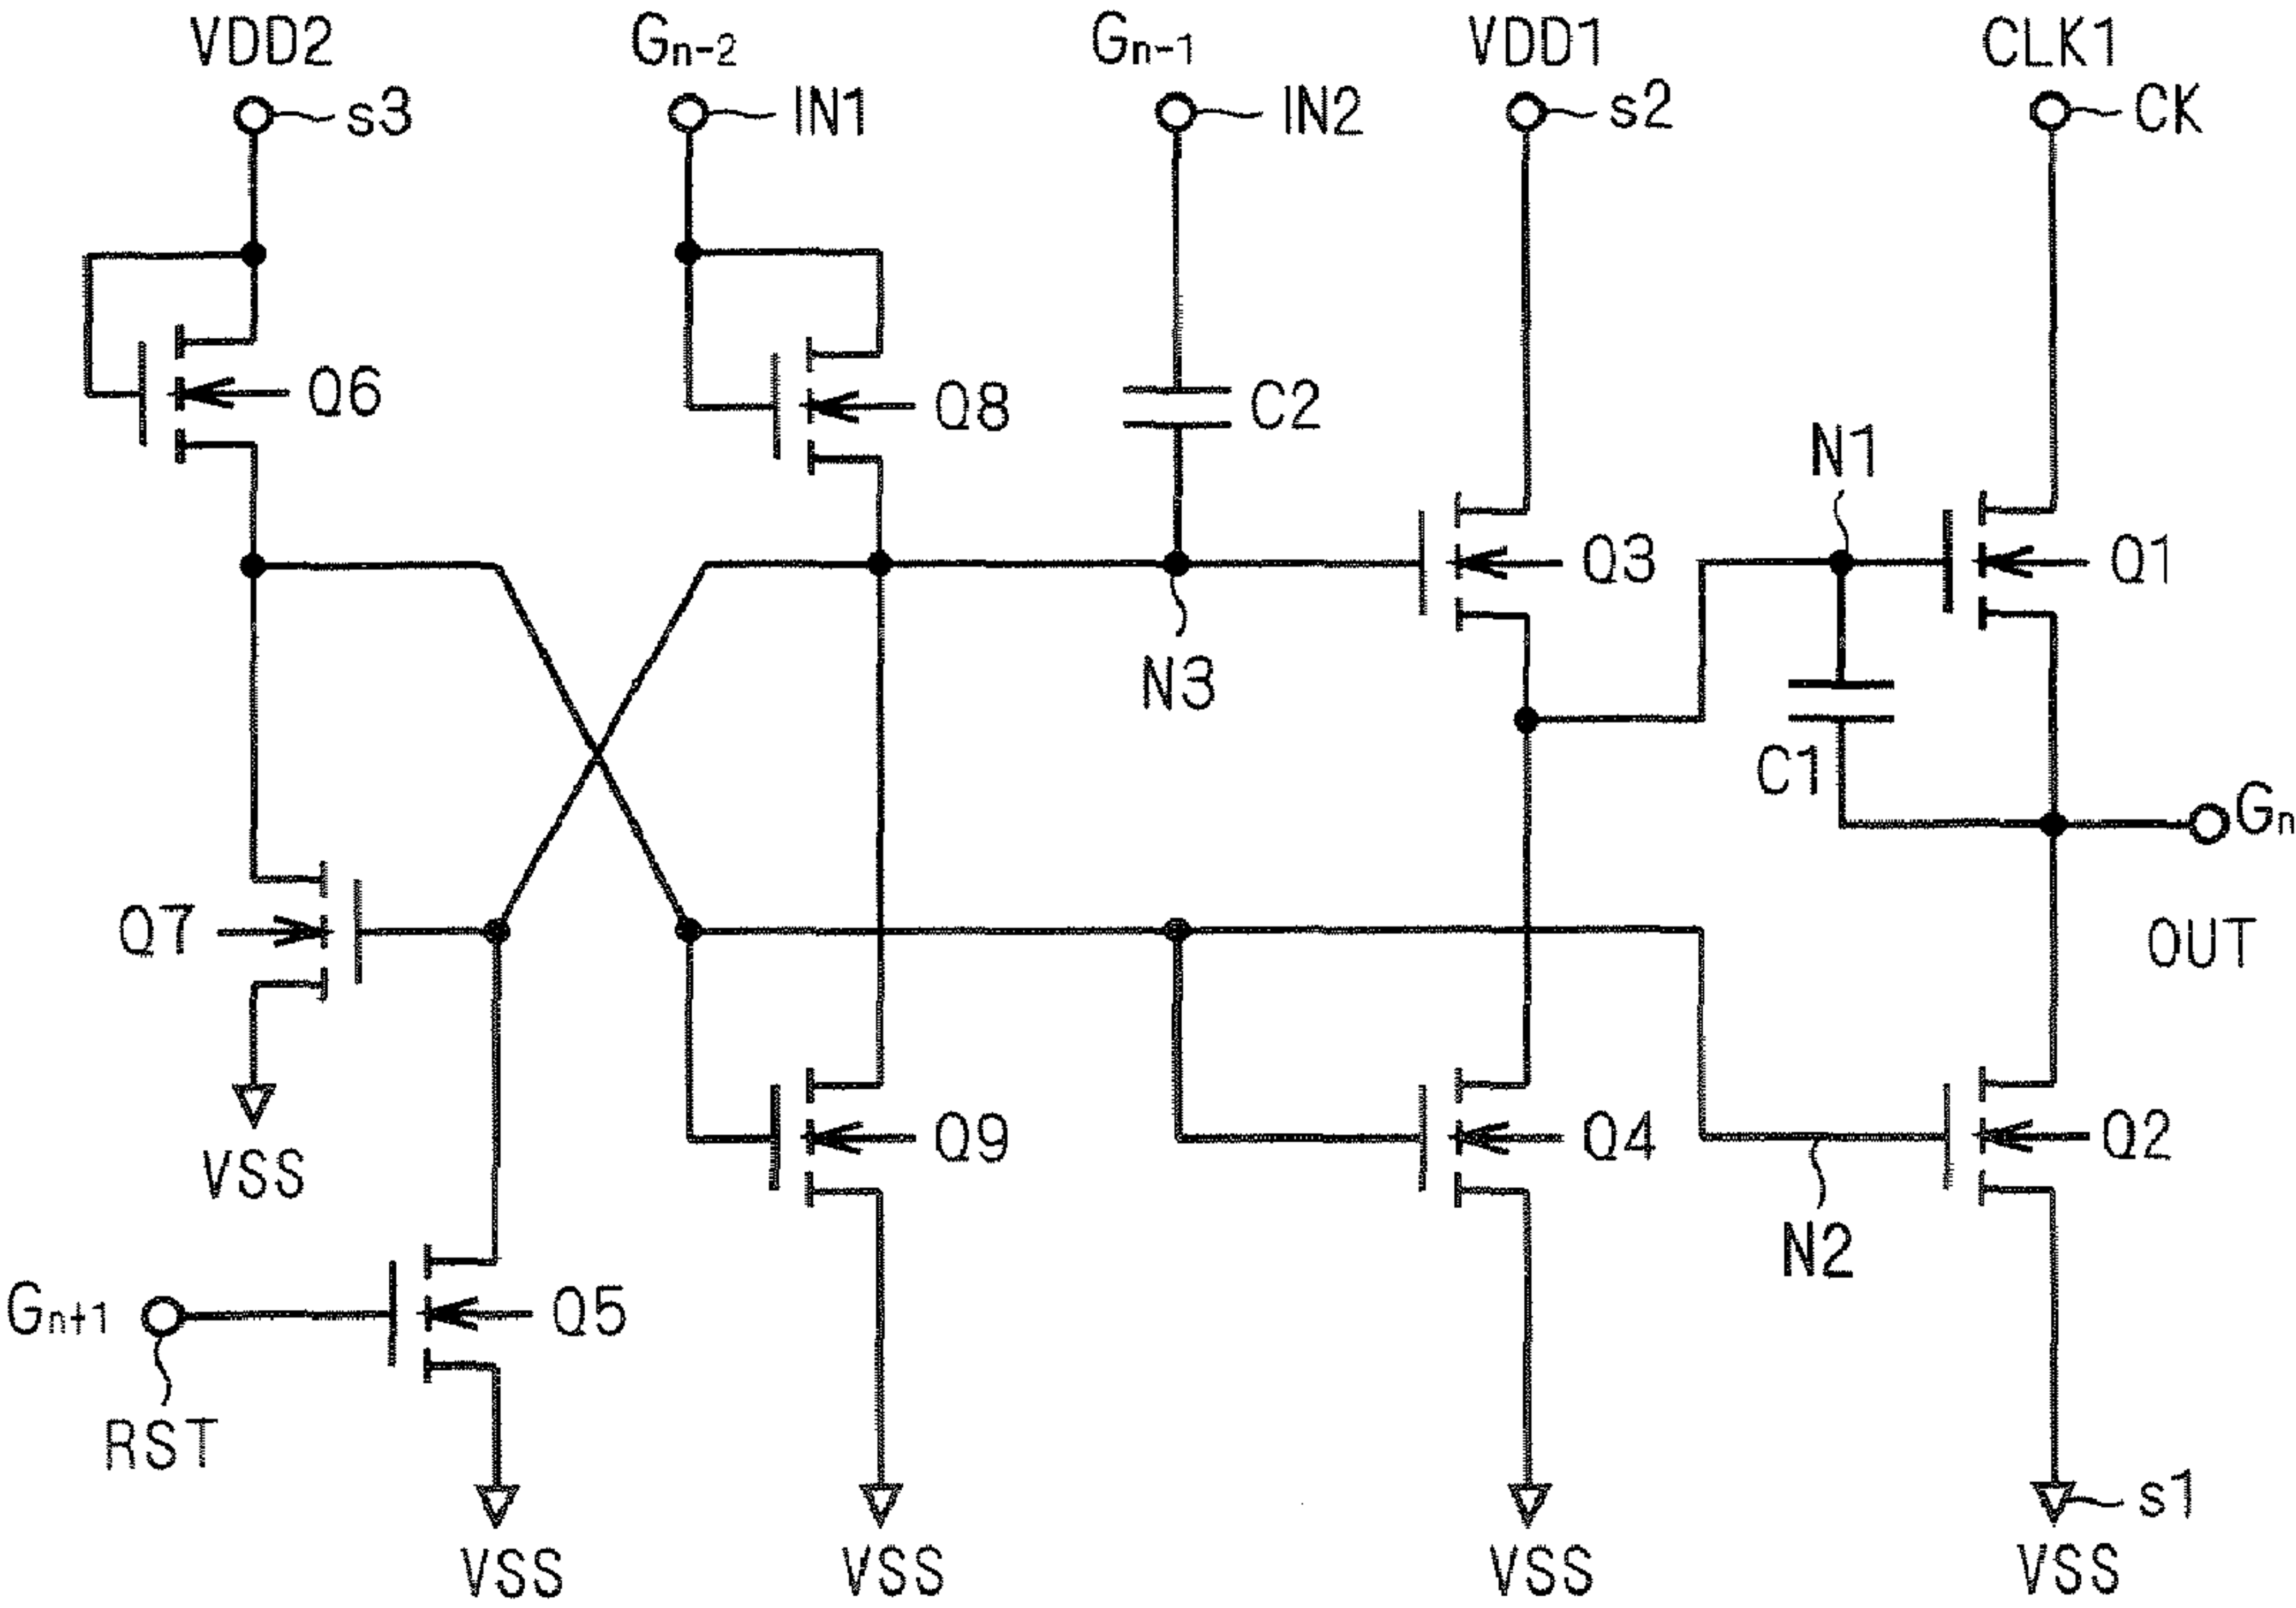 VDD2
Gn-2
Gn-1
VDD1
CLK1
s3
IN1
IN2
s2
CK
Q6
Q8
C2
N1
Q3
Q1
N3
C1
Gn
Q7
OUT
Q9
Q4
Q2
VSS
N2
Gn+1
Q5
RST
s1
VSS
VSS
VSS
VSS